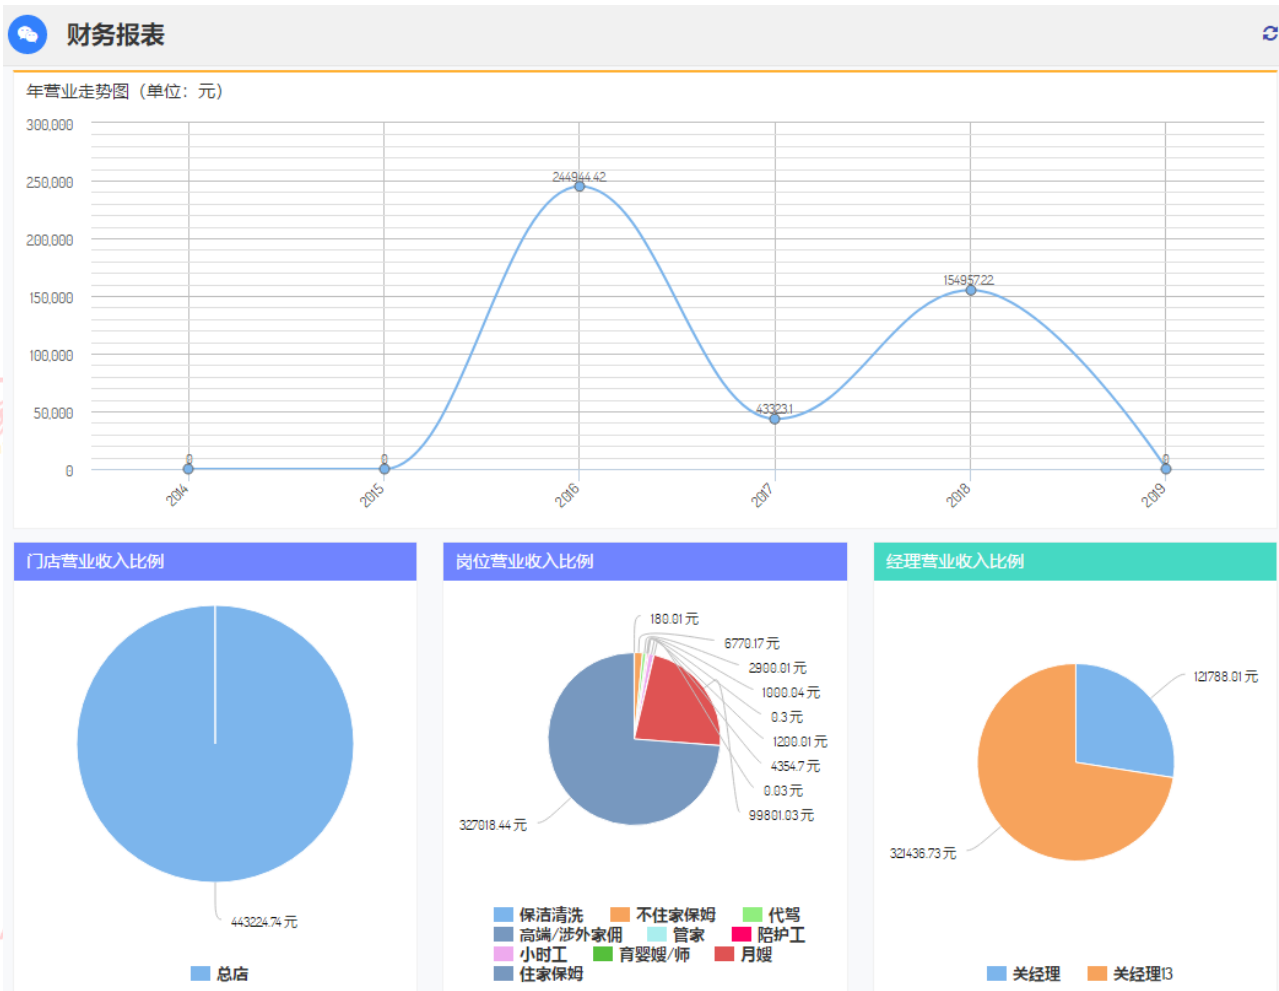 财务报表
年营业走势图（单位：元）
300,000
250,000
200,000
150,000
100,000
50,000
0
0
0
244944.42
43323.1
154957.22
0
2014
2015
2016
2017
2018
2019
门店营业收入比例
443224.74 元
总店
岗位营业收入比例
180.01 元
6770.17 元
2900.01 元
1000.04 元
0.3 元
1200.01 元
4354.7 元
0.03 元
99801.03 元
327018.44 元
保洁清洗 不住家保姆 代驾
高端/涉外家佣 管家 陪护工
小时工 育婴嫂/师 月嫂
住家保姆
经理营业收入比例
121788.01 元
321436.73 元
关经理 关经理13